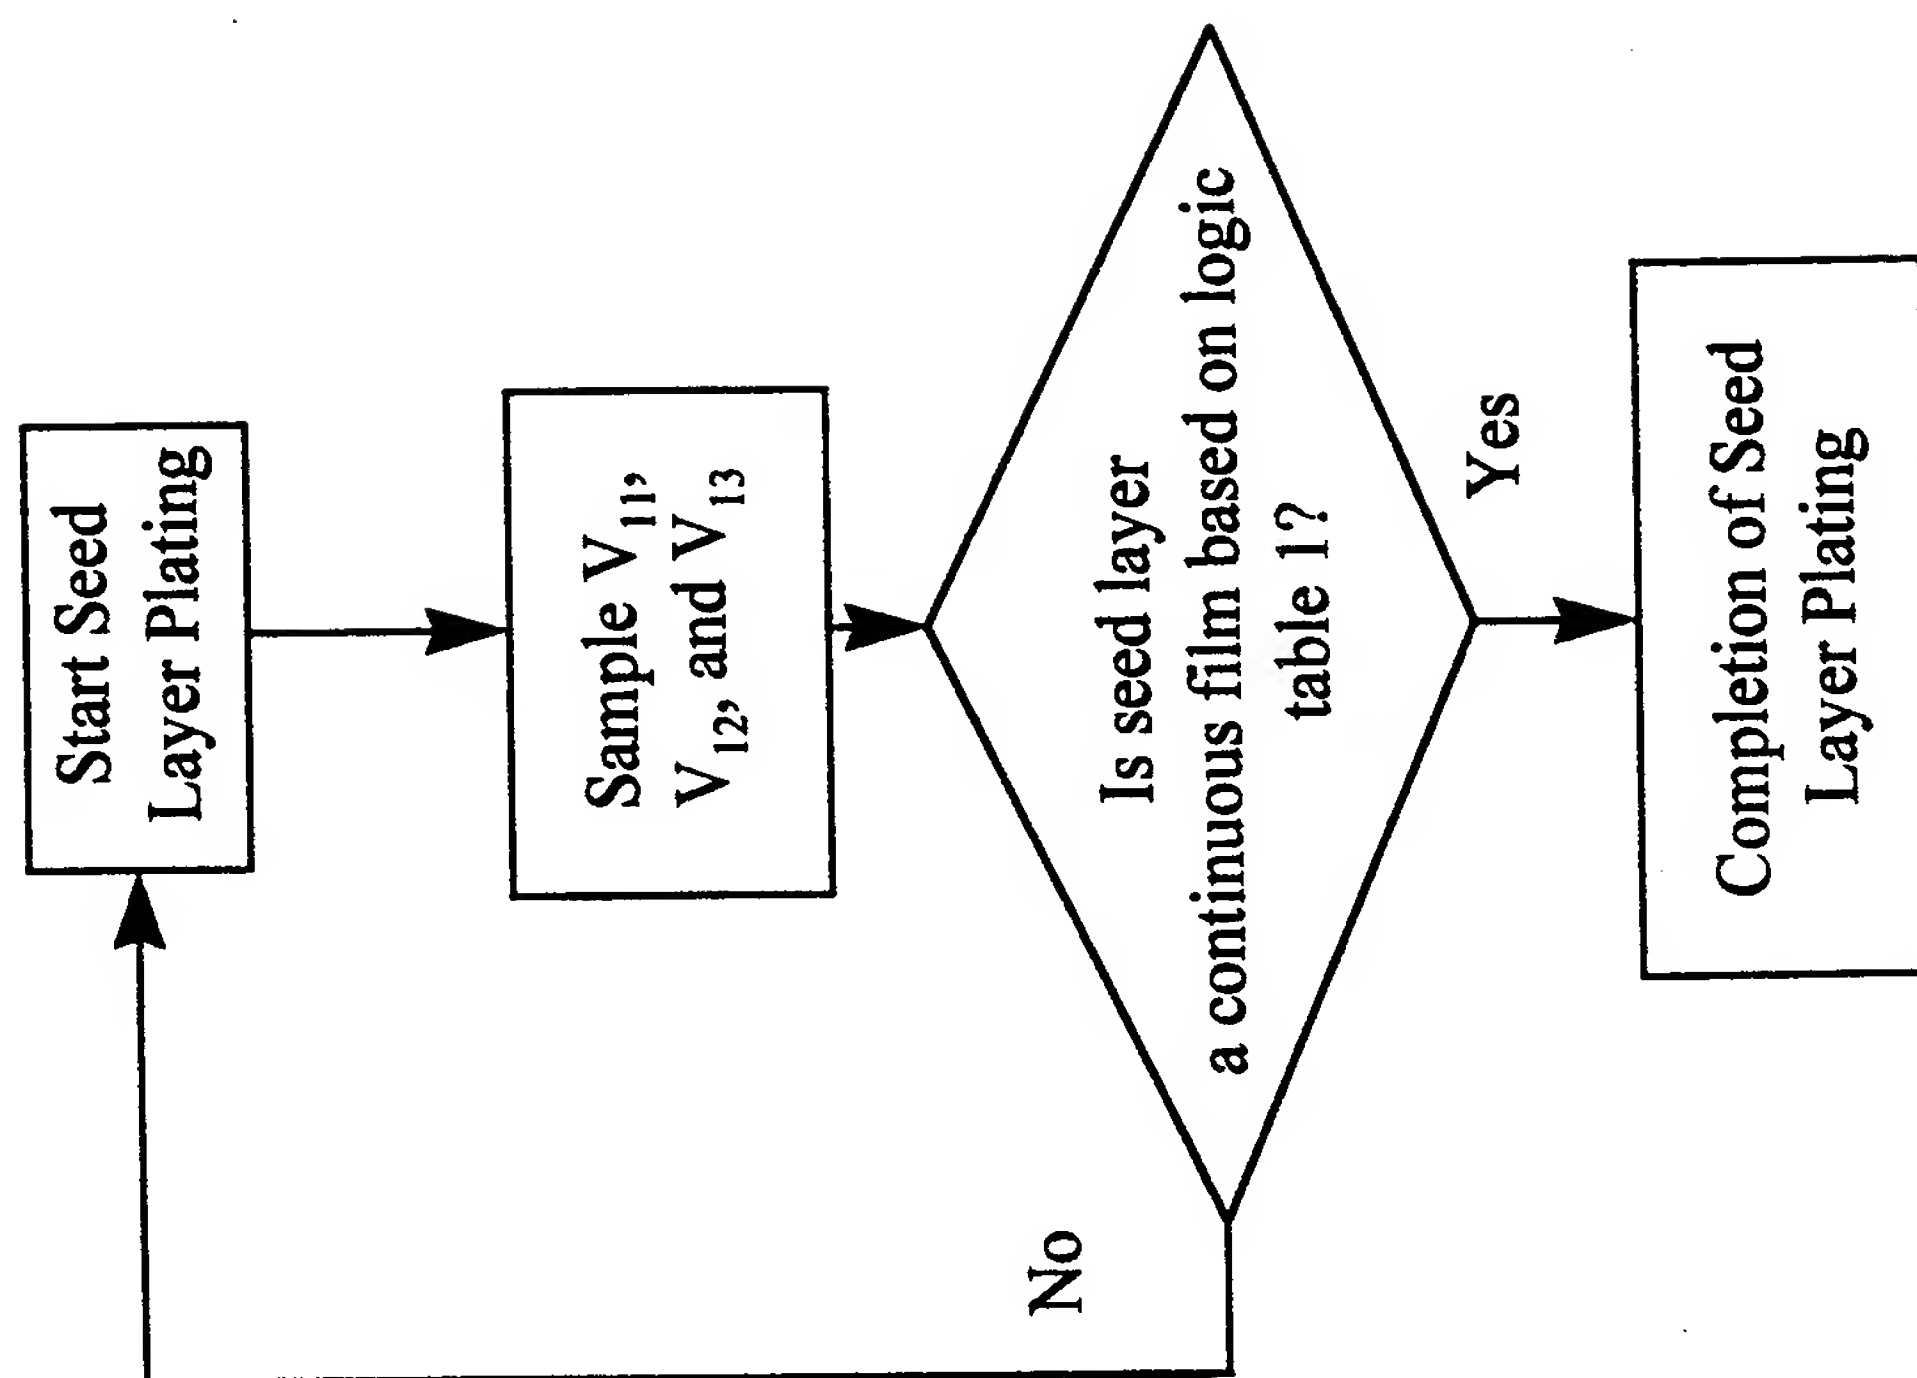 Start Seed
Layer Plating
Sample V₁₁,
V₁₂, and V₁₃
Is seed layer
a continuous film based on logic
table 1?
No
Yes
Completion of Seed
Layer Plating